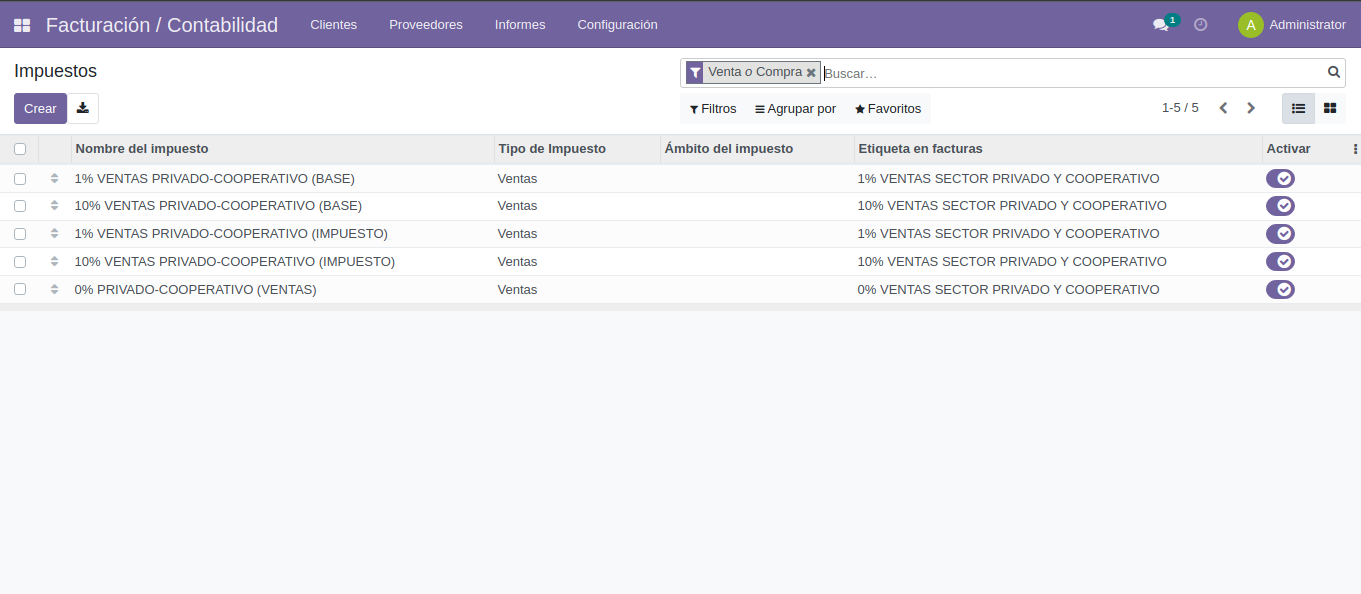 Facturación / Contabilidad Clientes Proveedores Informes Configuración 1 A Administrator
Impuestos
Venta o Compra Buscar...
Crear
Filtros Agrupar por Favoritos 1-5 / 5
Nombre del impuesto Tipo de Impuesto Ámbito del impuesto Etiqueta en facturas Activar
1% VENTAS PRIVADO-COOPERATIVO (BASE) Ventas 1% VENTAS SECTOR PRIVADO Y COOPERATIVO
10% VENTAS PRIVADO-COOPERATIVO (BASE) Ventas 10% VENTAS SECTOR PRIVADO Y COOPERATIVO
1% VENTAS PRIVADO-COOPERATIVO (IMPUESTO) Ventas 1% VENTAS SECTOR PRIVADO Y COOPERATIVO
10% VENTAS PRIVADO-COOPERATIVO (IMPUESTO) Ventas 10% VENTAS SECTOR PRIVADO Y COOPERATIVO
0% PRIVADO-COOPERATIVO (VENTAS) Ventas 0% VENTAS SECTOR PRIVADO Y COOPERATIVO